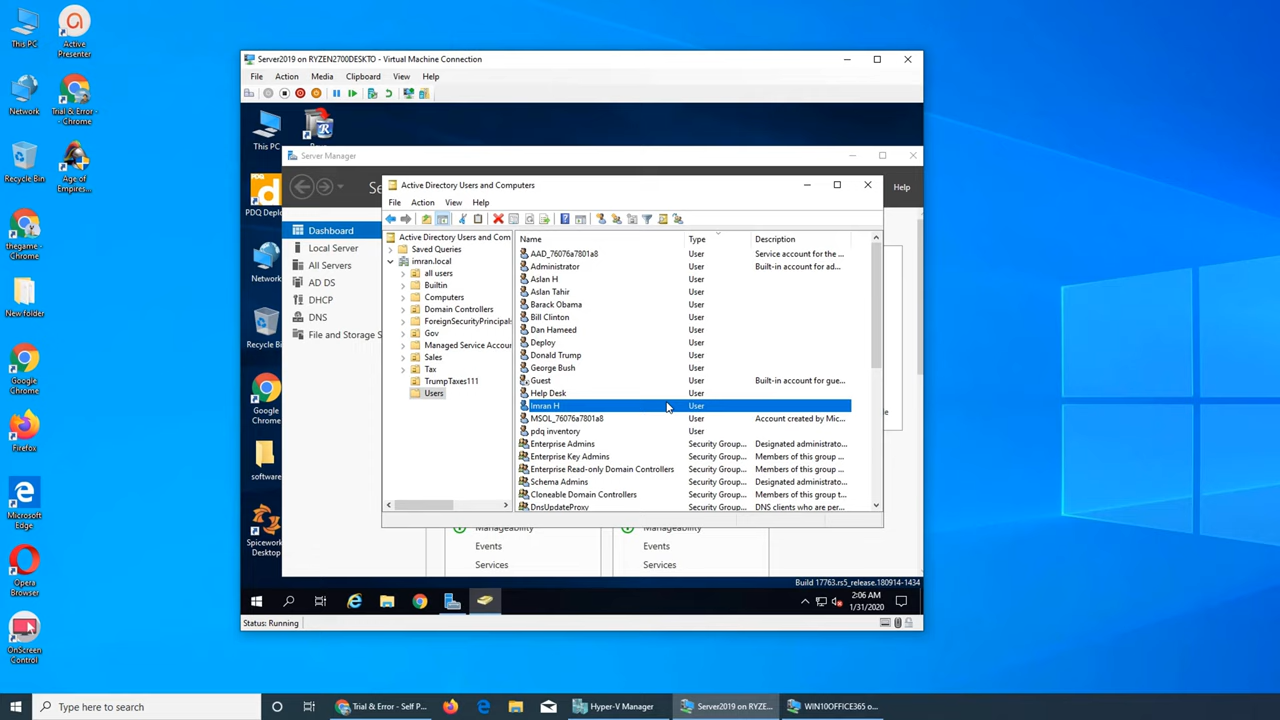 This PC
Active Presenter
Network
Trial & Error - - Chrome
Recycle Bin
Age of Empires...
thegame - Chrome
New folder
Google Chrome
Firefox
Microsoft Edge
Opera Browser
OnScreen Control
Server2019 on RYZEN2700DESKTO - Virtual Machine Connection
File Action Media Clipboard View Help
This PC
PDQ Deplo
Network
Recycle Bi
Google Chrome
software
Spicework Desktop
Server Manager
Se
Help
Dashboard
Local Server
All Servers
AD DS
DHCP
DNS
File and Storage S
Active Directory Users and Computers
File Action View Help
Active Directory Users and Com
Saved Queries
imran.local
all users
Builtin
Computers
Domain Controllers
ForeignSecurityPrincipals
Gov
Managed Service Accoun
Sales
Tax
TrumpTaxes111
Users
Name Type Description
AAD_76076a7801a8 User Service account for the ...
Administrator User Built-in account for ad...
Aslan H User
Aslan Tahir User
Barack Obama User
Bill Clinton User
Dan Hameed User
Deploy User
Donald Trump User
George Bush User
Guest User Built-in account for gue...
Help Desk User
Imran H User
MSOL_76076a7801a8 User Account created by Mic...
pdq inventory User
Enterprise Admins Security Group... Designated administrato...
Enterprise Key Admins Security Group... Members of this group ...
Enterprise Read-only Domain Controllers Security Group... Members of this group ...
Schema Admins Security Group... Designated administrato...
Cloneable Domain Controllers Security Group... Members of this group t...
DnsUpdateProxy Security Group... DNS clients who are per...
Manageability Manageability
Events Events
Services Services
Build 17763.rs5_release.180914-1434
2:06 AM
1/31/2020
Status: Running
Type here to search
Trial & Error - Self P...
Hyper-V Manager
Server2019 on RYZE...
WIN10OFFICE365 o...